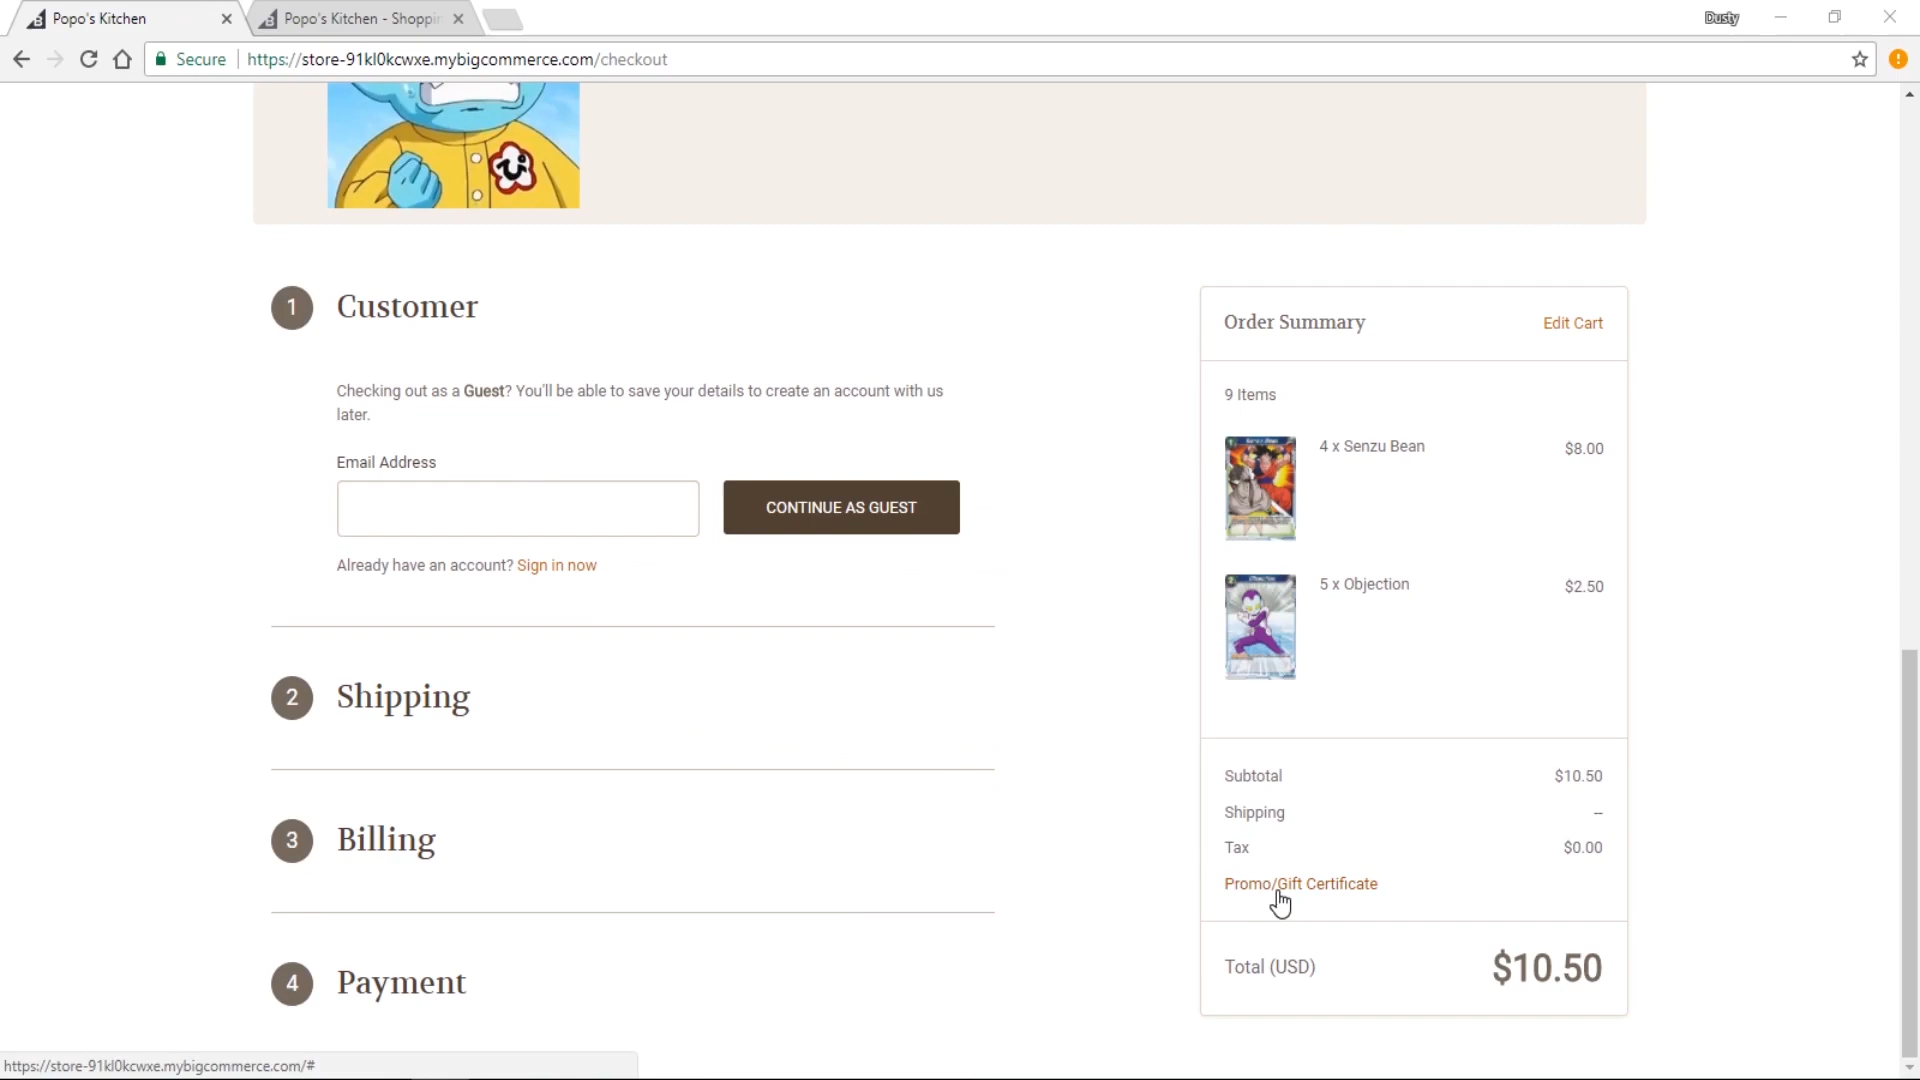 Popo's Kitchen
Popo's Kitchen - Shoppin
Dusty
Secure
https://store-91kl0kcwxe.mybigcommerce.com/checkout
1 Customer
Checking out as a Guest? You'll be able to save your details to create an account with us
later.
Email Address
CONTINUE AS GUEST
Already have an account? Sign in now
2 Shipping
3 Billing
4 Payment
Order Summary Edit Cart
9 Items
4 x Senzu Bean $8.00
5 x Objection $2.50
Subtotal $10.50
Shipping --
Tax $0.00
Promo/Gift Certificate
Total (USD) $10.50
https://store-91kl0kcwxe.mybigcommerce.com/#